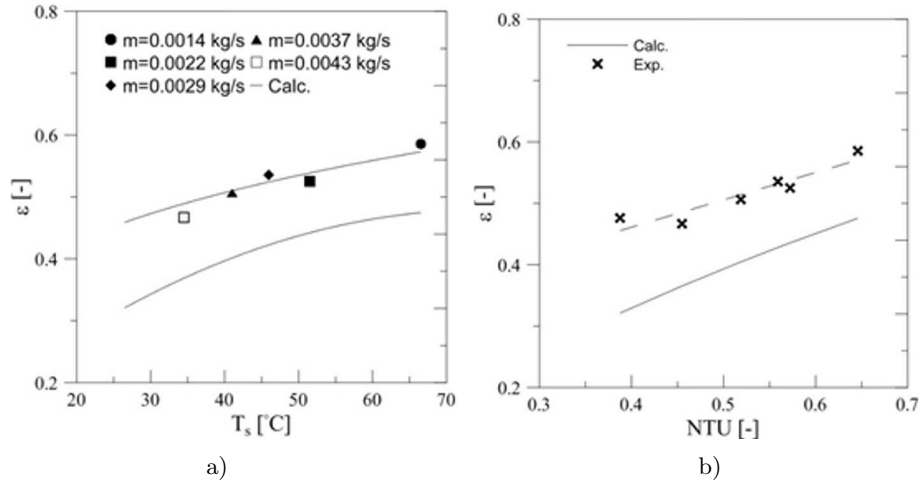 0.8
m=0.0014 kg/s
m=0.0037 kg/s
m=0.0022 kg/s
m=0.0043 kg/s
m=0.0029 kg/s
Calc.
0.6
ε [-]
0.4
0.2
20 30 40 50 60 70
T_s [°C]
a)
0.8
Calc.
Exp.
0.6
ε [-]
0.4
0.2
0.3 0.4 0.5 0.6 0.7
NTU [-]
b)